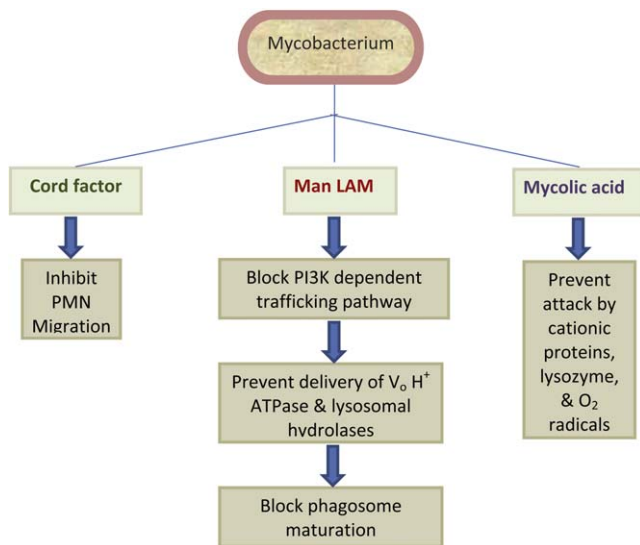 Mycobacterium
Cord factor
Man LAM
Mycolic acid
Inhibit
PMN
Migration
Block PI3K dependent
trafficking pathway
Prevent delivery of Vₒ H⁺
ATPase & lysosomal
hydrolases
Block phagosome
maturation
Prevent
attack by
cationic
proteins,
lysozyme,
& O₂
radicals